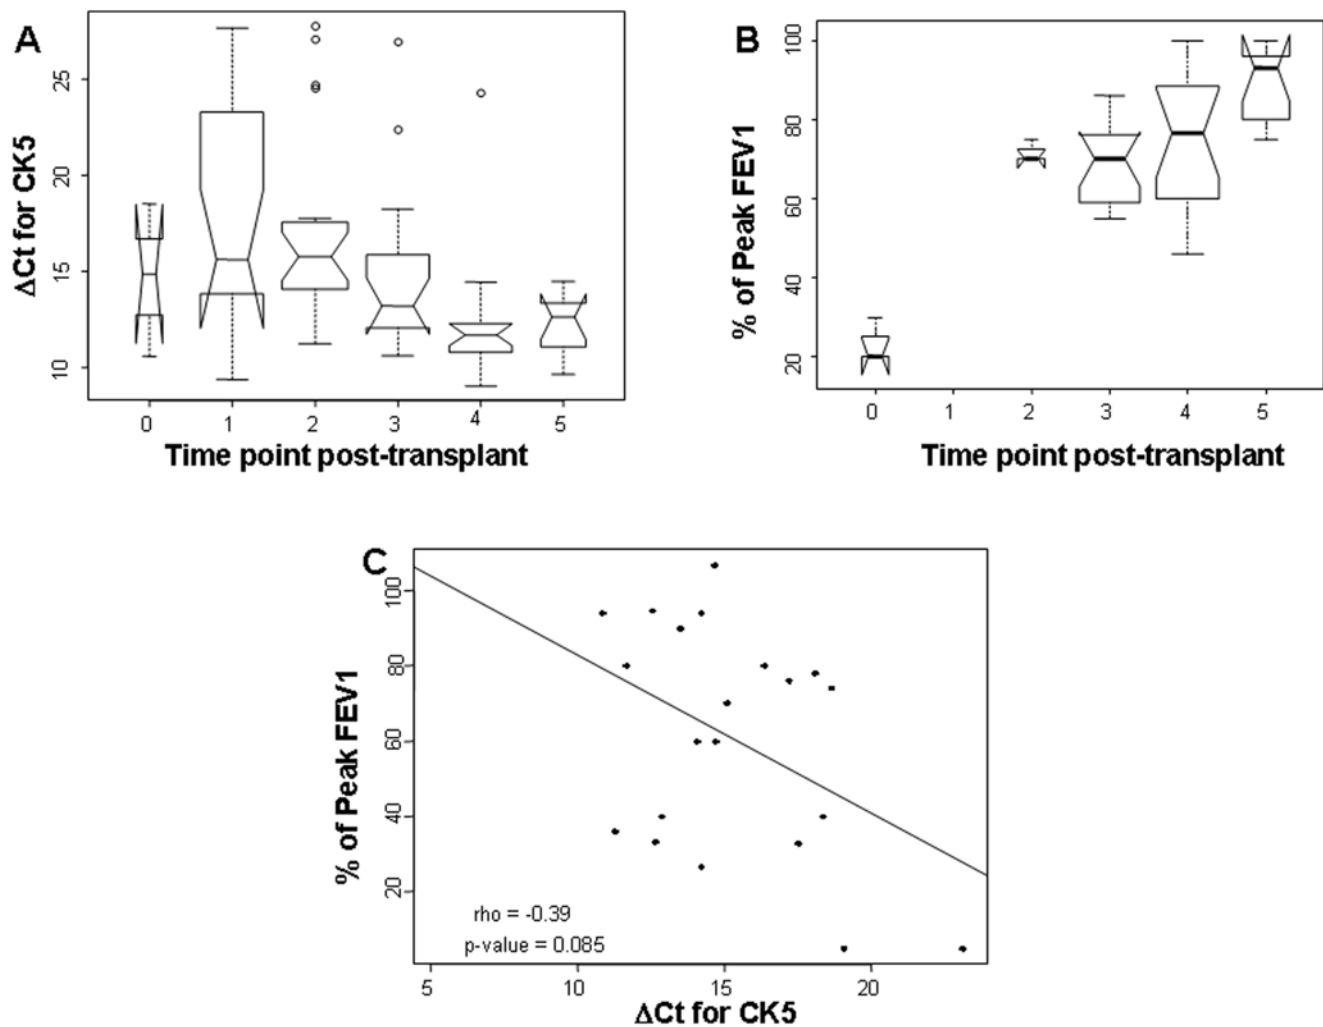 A
ΔCt for CK5
25
20
15
10
0 1 2 3 4 5
Time point post-transplant
B
% of Peak FEV1
100
80
60
40
20
0 1 2 3 4 5
Time point post-transplant
C
% of Peak FEV1
100
80
60
40
20
rho = -0.39
p-value = 0.085
5 10 15 20
ΔCt for CK5